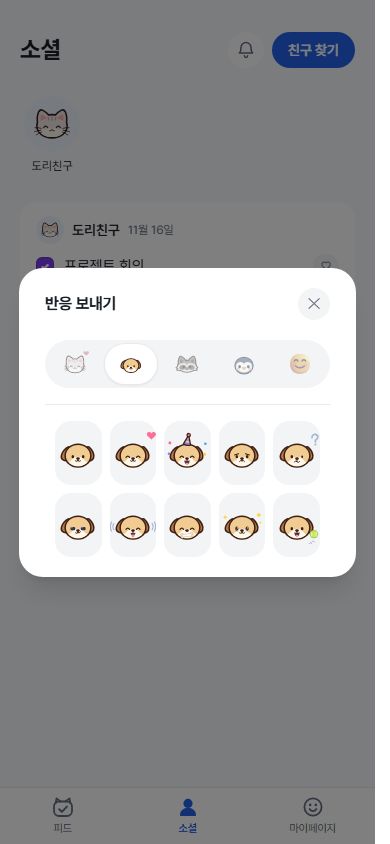 소셜
친구 찾기
도리친구
도리친구 11월 16일
프로젝트 회의
반응 보내기
피드
소셜
마이페이지